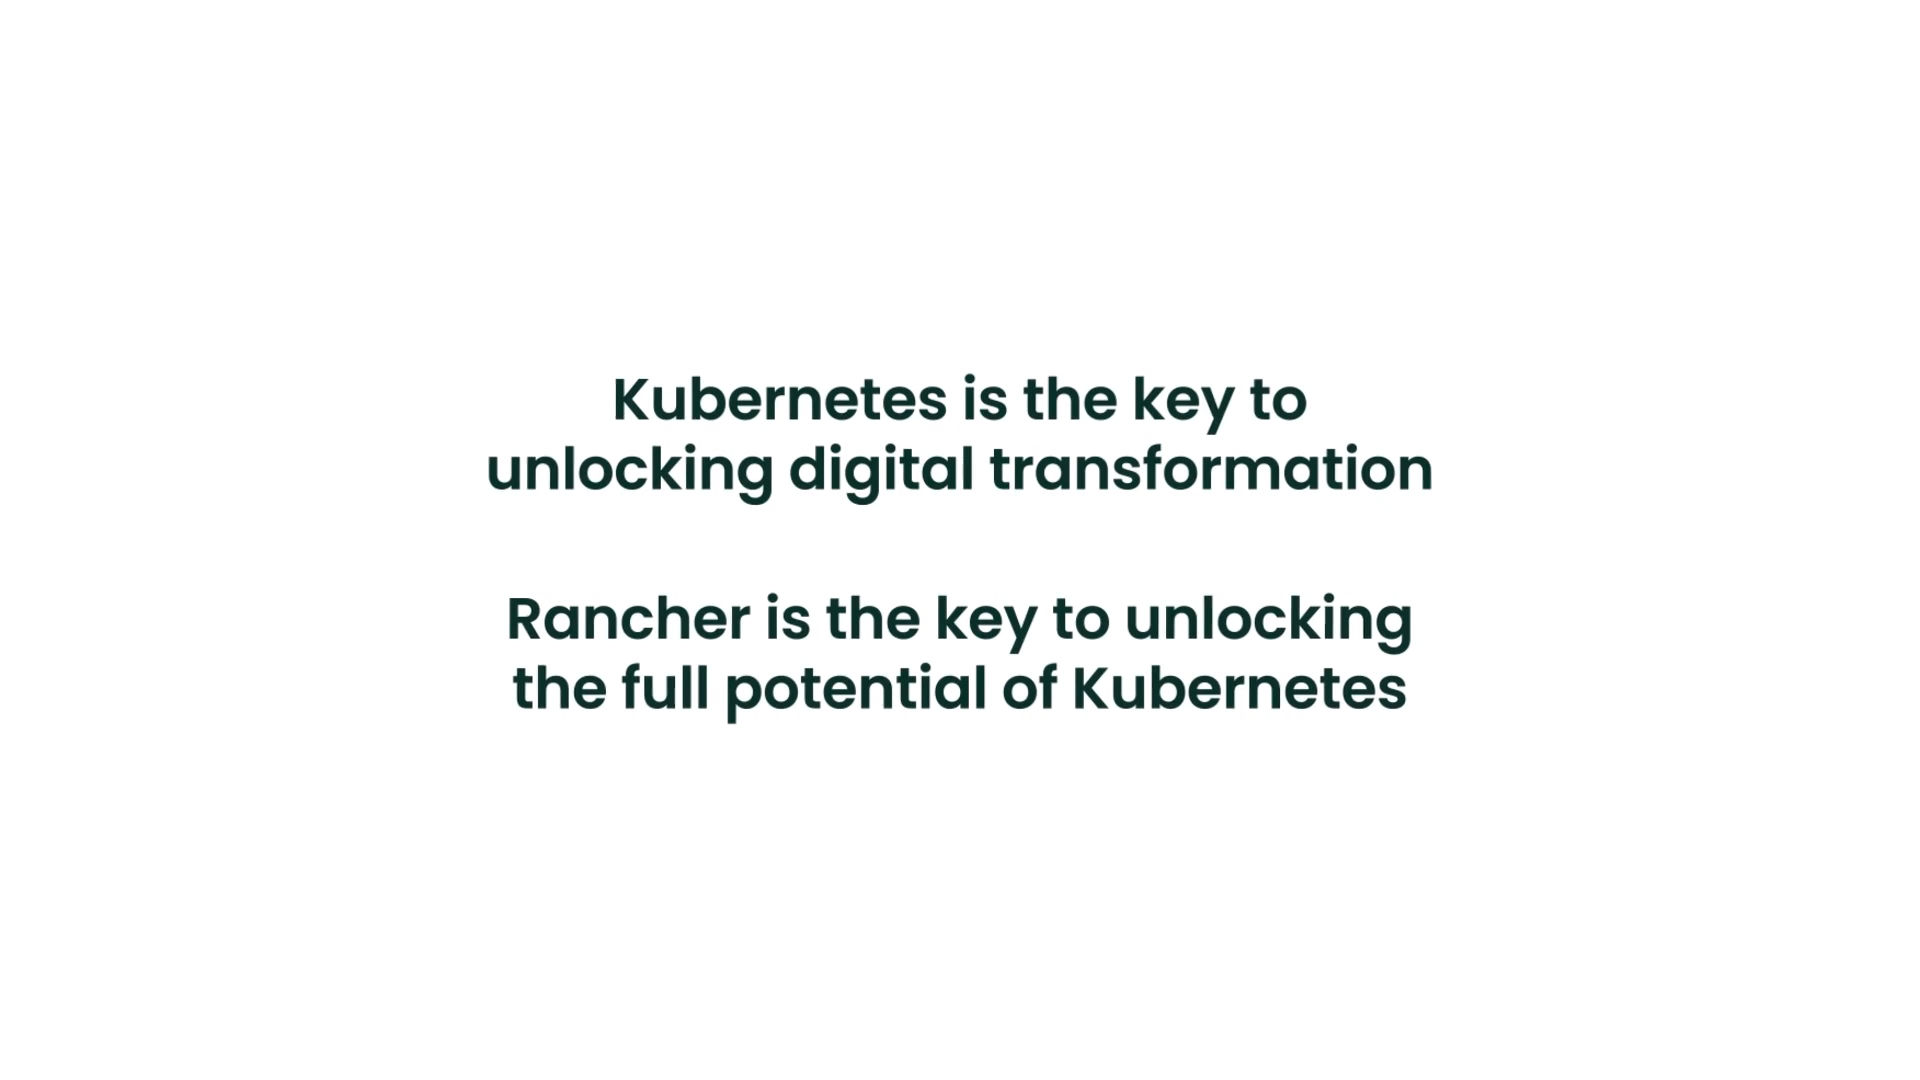 Kubernetes is the key to
unlocking digital transformation
Rancher is the key to unlocking
the full potential of Kubernetes